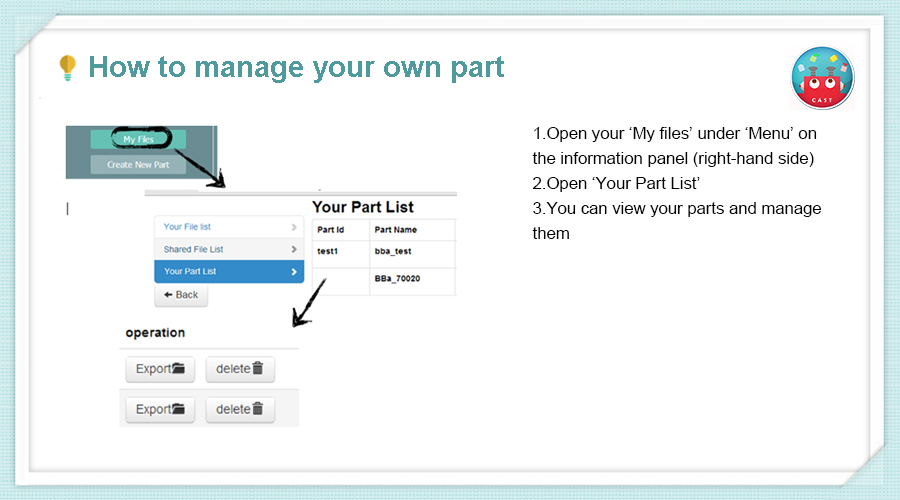 How to manage your own part
CAST
My Files
Create New Part
Your Part List
Part Id Part Name
test1 bba_test
BBa_70020
Your File list
Shared File List
Your Part List
Back
operation
Export delete
Export delete
1.Open your ‘My files’ under ‘Menu’ on
the information panel (right-hand side)
2.Open ‘Your Part List’
3.You can view your parts and manage
them